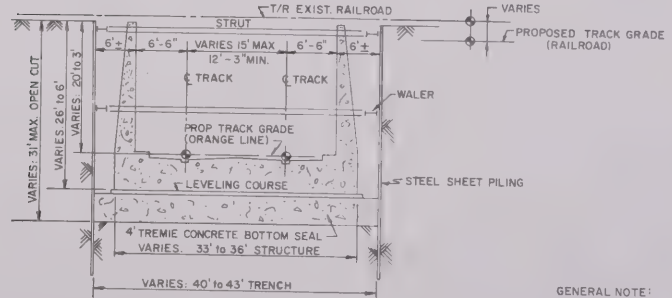 T/R EXIST. RAILROAD
VARIES
STRUT
PROPOSED TRACK GRADE
(RAILROAD)
6'± 6'-6" VARIES 15' MAX 6'-6" 6'±
12'-3" MIN.
℄ TRACK ℄ TRACK
WALER
VARIES: 31' MAX. OPEN CUT
VARIES: 26' to 6'
VARIES: 20' to 3'
PROP TRACK GRADE
(ORANGE LINE)
LEVELING COURSE
STEEL SHEET PILING
4' TREMIE CONCRETE BOTTOM SEAL
VARIES. 33' to 36' STRUCTURE
VARIES: 40' to 43' TRENCH
GENERAL NOTE: